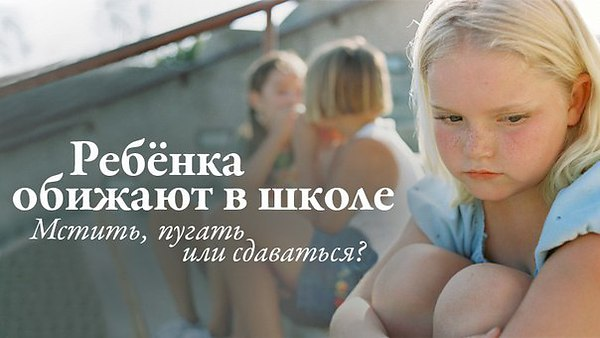 Ребёнка
обижают в школе
Мстить, пугать
или сдаваться?